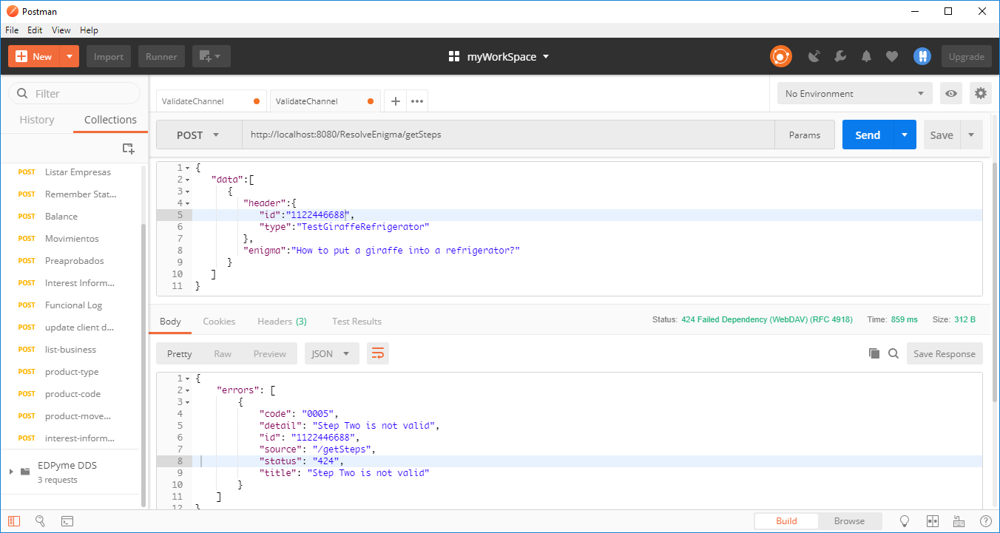 Postman
File Edit View Help
New Import Runner myWorkSpace Upgrade
Filter
History Collections
POST Listar Empresas
POST Remember Stat...
POST Balance
POST Movimientos
POST Preaprobados
POST Interest Inform...
POST Funcional Log
POST update client d...
POST list-business
POST product-type
POST product-code
POST product-move...
POST interest-inform...
EDPyme DDS
3 requests
ValidateChannel ValidateChannel No Environment
POST http://localhost:8080/ResolveEnigma/getSteps Params Send Save
1 {
2 "data":[
3 {
4 "header":{
5 "id":"1122446688",
6 "type":"TestGiraffeRefrigerator"
7 },
8 "enigma":"How to put a giraffe into a refrigerator?"
9 }
10 ]
11 }
Body Cookies Headers (3) Test Results Status: 424 Failed Dependency (WebDAV) (RFC 4918) Time: 859 ms Size: 312 B
Pretty Raw Preview JSON Save Response
1 {
2 "errors": [
3 {
4 "code": "0005",
5 "detail": "Step Two is not valid",
6 "id": "1122446688",
7 "source": "/getSteps",
8 "status": "424",
9 "title": "Step Two is not valid"
10 }
11 ]
12 }
Build Browse